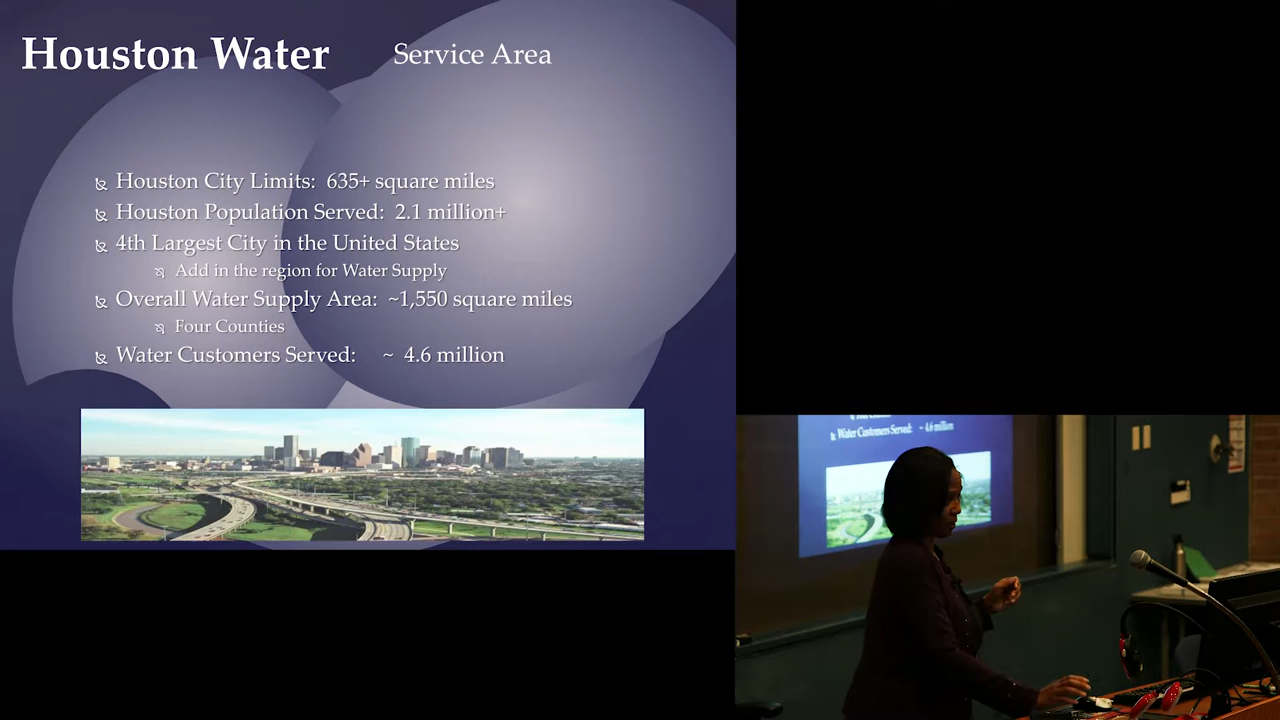 Houston Water
Service Area
Houston City Limits: 635+ square miles
Houston Population Served: 2.1 million+
4th Largest City in the United States
Add in the region for Water Supply
Overall Water Supply Area: ~1,550 square miles
Four Counties
Water Customers Served: ~ 4.6 million
Water Customers Served: ~ 4.6 million